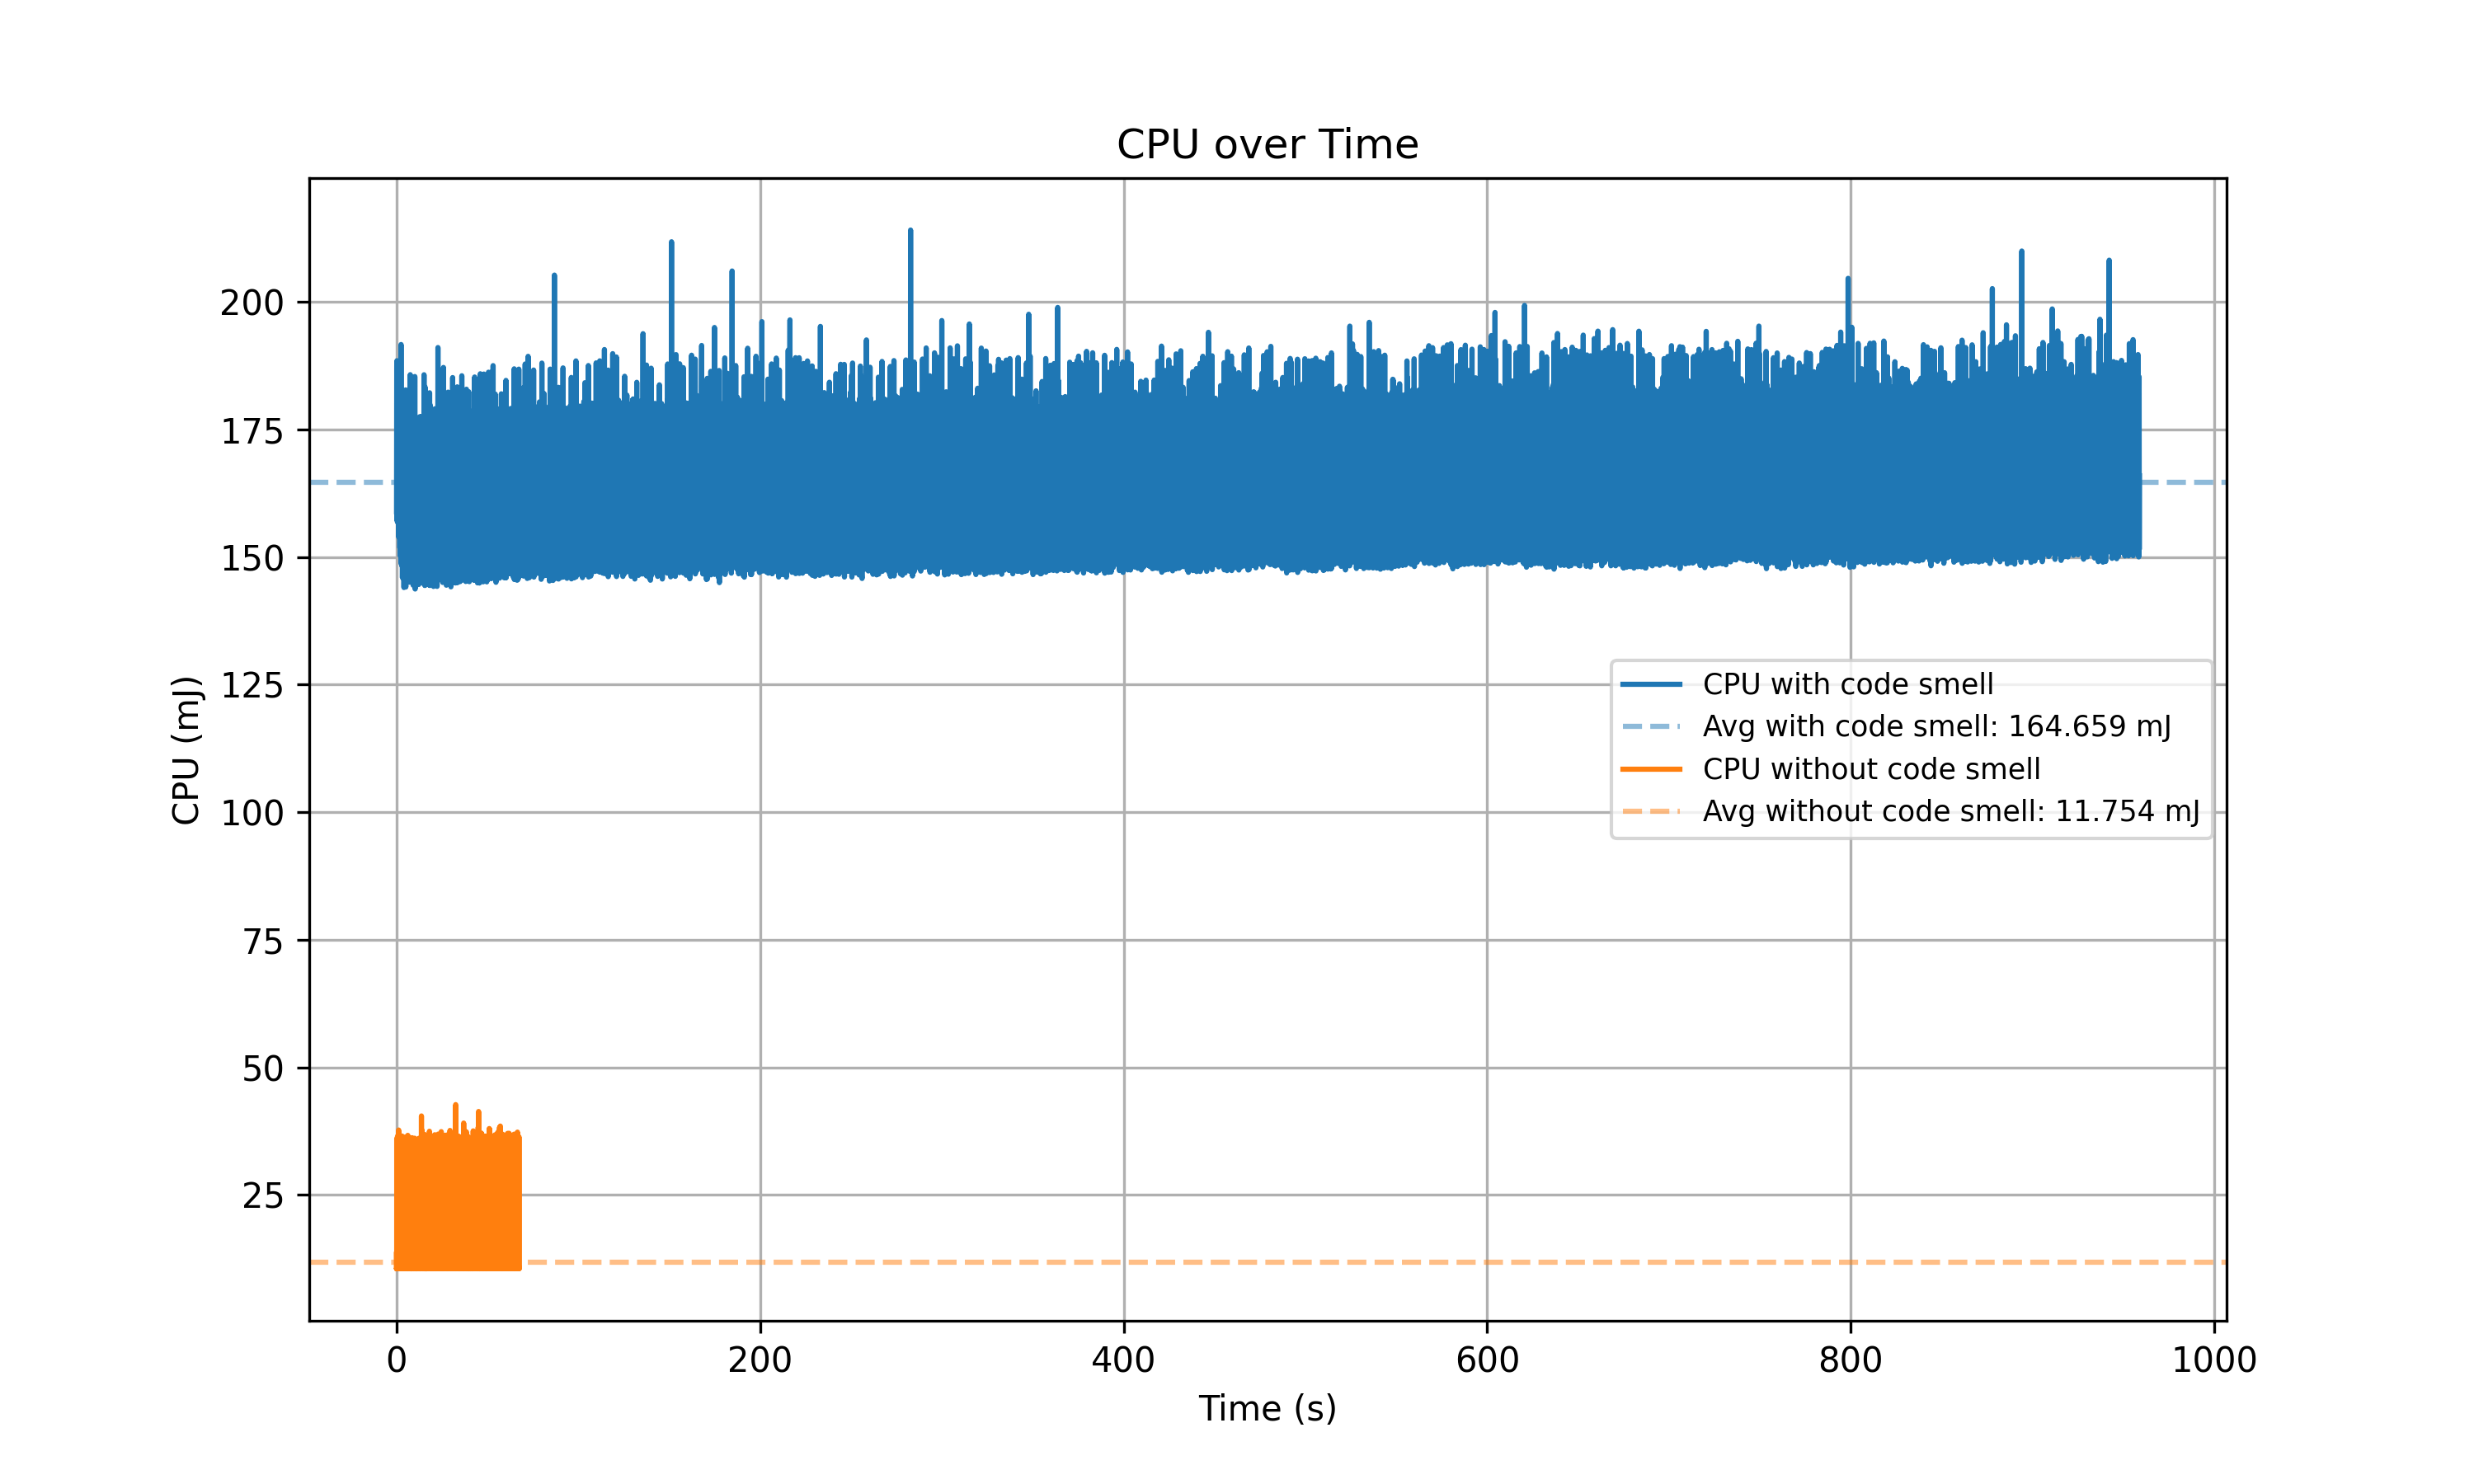 CPU over Time
CPU (mJ)
200
175
150
125
100
75
50
25
CPU with code smell
Avg with code smell: 164.659 mJ
CPU without code smell
Avg without code smell: 11.754 mJ
0 200 400 600 800 1000
Time (s)